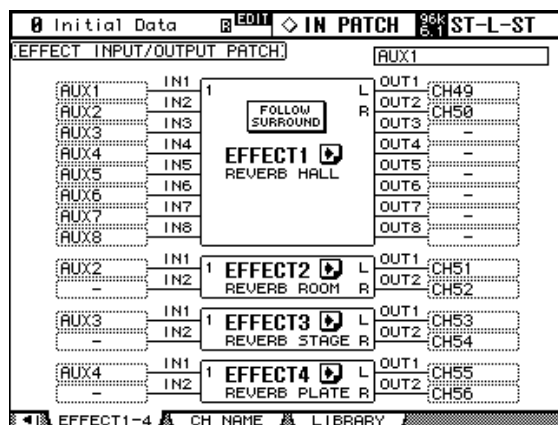 0 Initial Data EDIT IN PATCH 96k 6.1 ST-L-ST
EFFECT INPUT/OUTPUT PATCH AUX1
AUX1 IN1 1 L OUT1 CH49
AUX2 IN2 R OUT2 CH50
AUX3 IN3 FOLLOW SURROUND OUT3 -
AUX4 IN4 EFFECT1 OUT4 -
AUX5 IN5 REVERB HALL OUT5 -
AUX6 IN6 OUT6 -
AUX7 IN7 OUT7 -
AUX8 IN8 OUT8 -
AUX2 IN1 1 EFFECT2 L OUT1 CH51
- IN2 REVERB ROOM R OUT2 CH52
AUX3 IN1 1 EFFECT3 L OUT1 CH53
- IN2 REVERB STAGE R OUT2 CH54
AUX4 IN1 1 EFFECT4 L OUT1 CH55
- IN2 REVERB PLATE R OUT2 CH56
EFFECT1-4 CH NAME LIBRARY